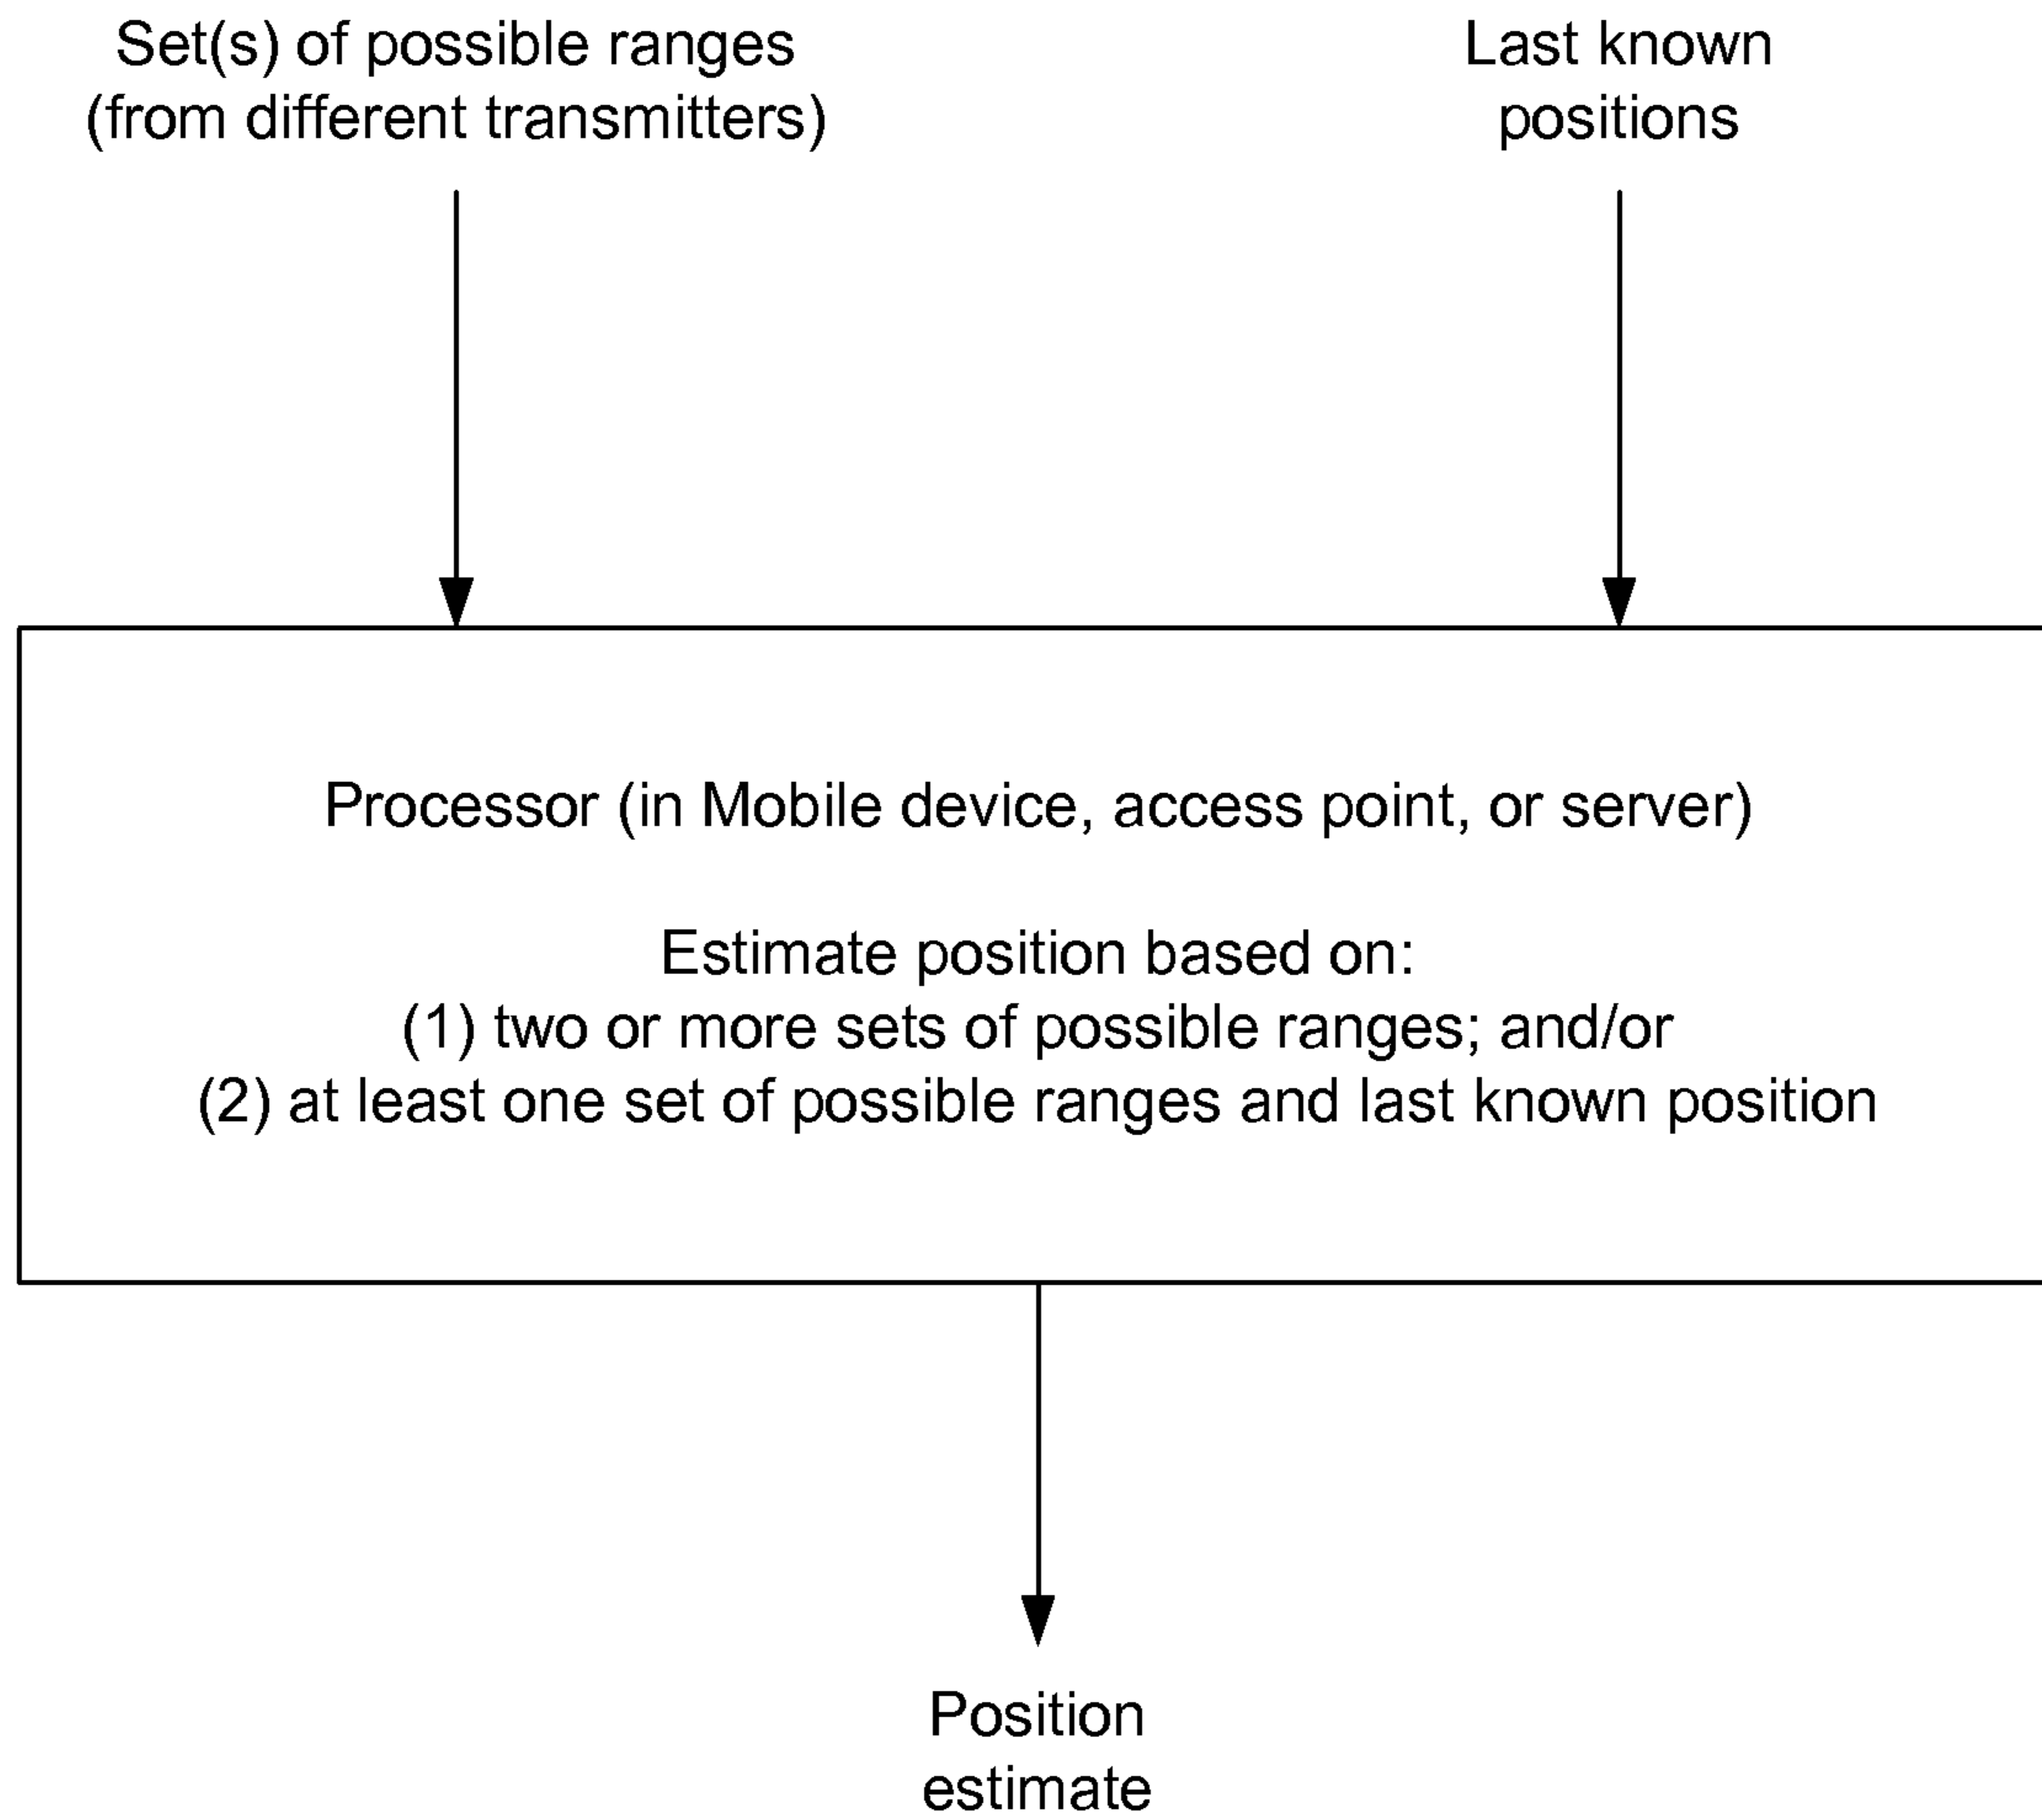 Set(s) of possible ranges
(from different transmitters)
Last known
positions
Processor (in Mobile device, access point, or server)
Estimate position based on:
(1) two or more sets of possible ranges; and/or
(2) at least one set of possible ranges and last known position
Position
estimate